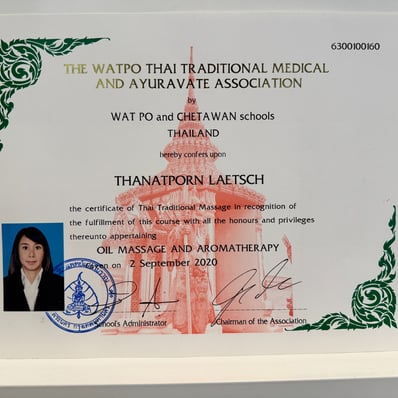 6300100160
THE WATPO THAI TRADITIONAL MEDICAL
AND AYURAVATE ASSOCIATION
by
WAT PO and CHETAWAN schools
THAILAND
hereby confers upon
THANATPORN LAETSCH
the certificate of Thai Traditional Massage in recognition of
the fulfillment of this course with all the honours and privileges
thereunto appertaining
OIL MASSAGE AND AROMATHERAPY
on 2 September 2020
School's Administrator
Chairman of the Association